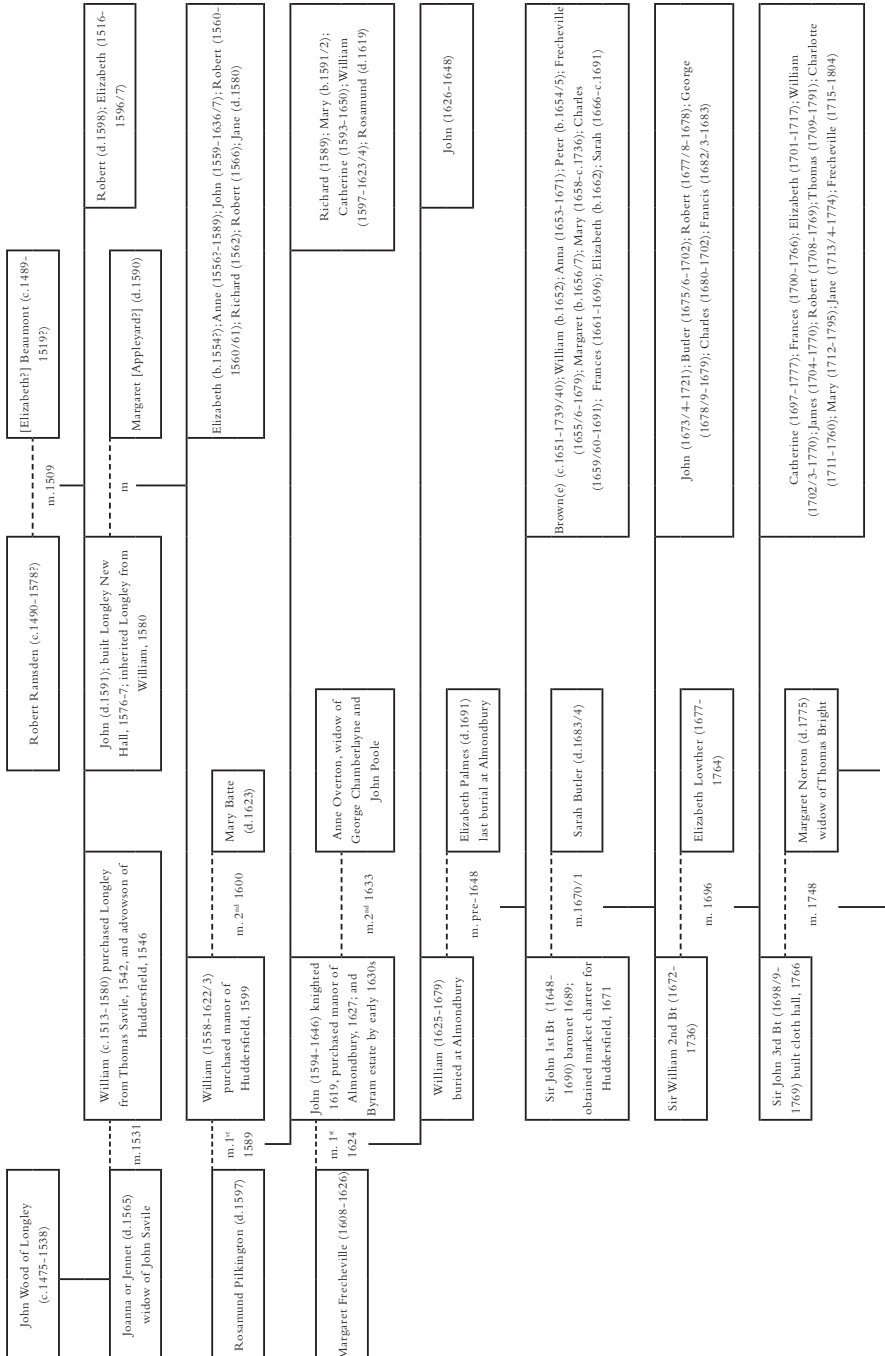 John Wood of Longley
(c.1475-1538)
Robert Ramsden (c.1490-1578?)
m.1509
[Elizabeth?] Beaumont (c.1489-
1519?)
Joanna or Jennet (d.1565)
widow of John Savile
m.1531
William (c.1513-1580) purchased Longley
from Thomas Savile, 1542, and advowson of
Huddersfield, 1546
John (d.1591); built Longley New
Hall, 1576-7; inherited Longley from
William, 1580
m
Margaret [Appleyard?] (d.1590)
Robert (d.1598); Elizabeth (1516-
1596/7)
Rosamund Pilkington (d.1597)
m. 1st
1589
William (1558-1622/3)
purchased manor of
Huddersfield, 1599
m. 2nd 1600
Mary Batte
(d.1623)
Elizabeth (b.1554?); Anne (1556?-1589); John (1559-1636/7); Robert (1560-
1560/61); Richard (1562); Robert (1566); Jane (d.1580)
Margaret Frecheville (1608-1626)
m. 1st
1624
John (1594-1646) knighted
1619, purchased manor of
Almondbury, 1627; and
Byram estate by early 1630s
m.2nd 1633
Anne Overton, widow of
George Chamberlayne and
John Poole
Richard (1589); Mary (b.1591/2);
Catherine (1593-1650); William
(1597-1623/4); Rosamund (d.1619)
William (1625-1679)
buried at Almondbury
m. pre-1648
Elizabeth Palmes (d.1691)
last burial at Almondbury
John (1626-1648)
Sir John 1st Bt (1648-
1690) baronet 1689;
obtained market charter for
Huddersfield, 1671
m.1670/1
Sarah Butler (d.1683/4)
Brown(e) (c.1651-1739/40); William (b.1652); Anna (1653-1671); Peter (b.1654/5); Frecheville
(1655/6-1679); Margaret (b.1656/7); Mary (1658-c.1736); Charles
(1659/60-1691); Frances (1661-1696); Elizabeth (b.1662); Sarah (1666-c.1691)
Sir William 2nd Bt (1672-
1736)
m. 1696
Elizabeth Lowther (1677-
1764)
John (1673/4-1721); Butler (1675/6-1702); Robert (1677/8-1678); George
(1678/9-1679); Charles (1680-1702); Francis (1682/3-1683)
Sir John 3rd Bt (1698/9-
1769) built cloth hall, 1766
m. 1748
Margaret Norton (d.1775)
widow of Thomas Bright
Catherine (1697-1777); Frances (1700-1766); Elizabeth (1701-1717); William
(1702/3-1770); James (1704-1770); Robert (1708-1769); Thomas (1709-1791); Charlotte
(1711-1760); Mary (1712-1795); Jane (1713/4-1774); Frecheville (1715-1804)